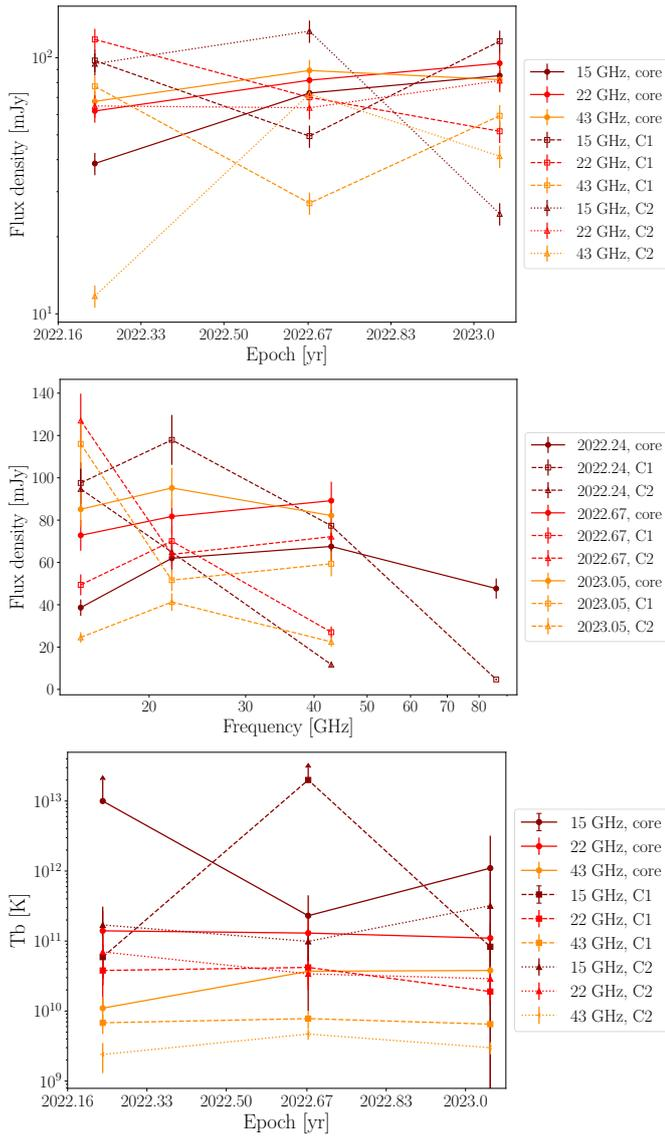 10²
10¹
Flux density [mJy]
2022.16 2022.33 2022.50 2022.67 2022.83 2023.0
Epoch [yr]
15 GHz, core
22 GHz, core
43 GHz, core
15 GHz, C1
22 GHz, C1
43 GHz, C1
15 GHz, C2
22 GHz, C2
43 GHz, C2
140
120
100
80
60
40
20
0
Flux density [mJy]
20 30 40 50 60 70 80
Frequency [GHz]
2022.24, core
2022.24, C1
2022.24, C2
2022.67, core
2022.67, C1
2022.67, C2
2023.05, core
2023.05, C1
2023.05, C2
10¹³
10¹²
10¹¹
10¹⁰
10⁹
Tb [K]
2022.16 2022.33 2022.50 2022.67 2022.83 2023.0
Epoch [yr]
15 GHz, core
22 GHz, core
43 GHz, core
15 GHz, C1
22 GHz, C1
43 GHz, C1
15 GHz, C2
22 GHz, C2
43 GHz, C2